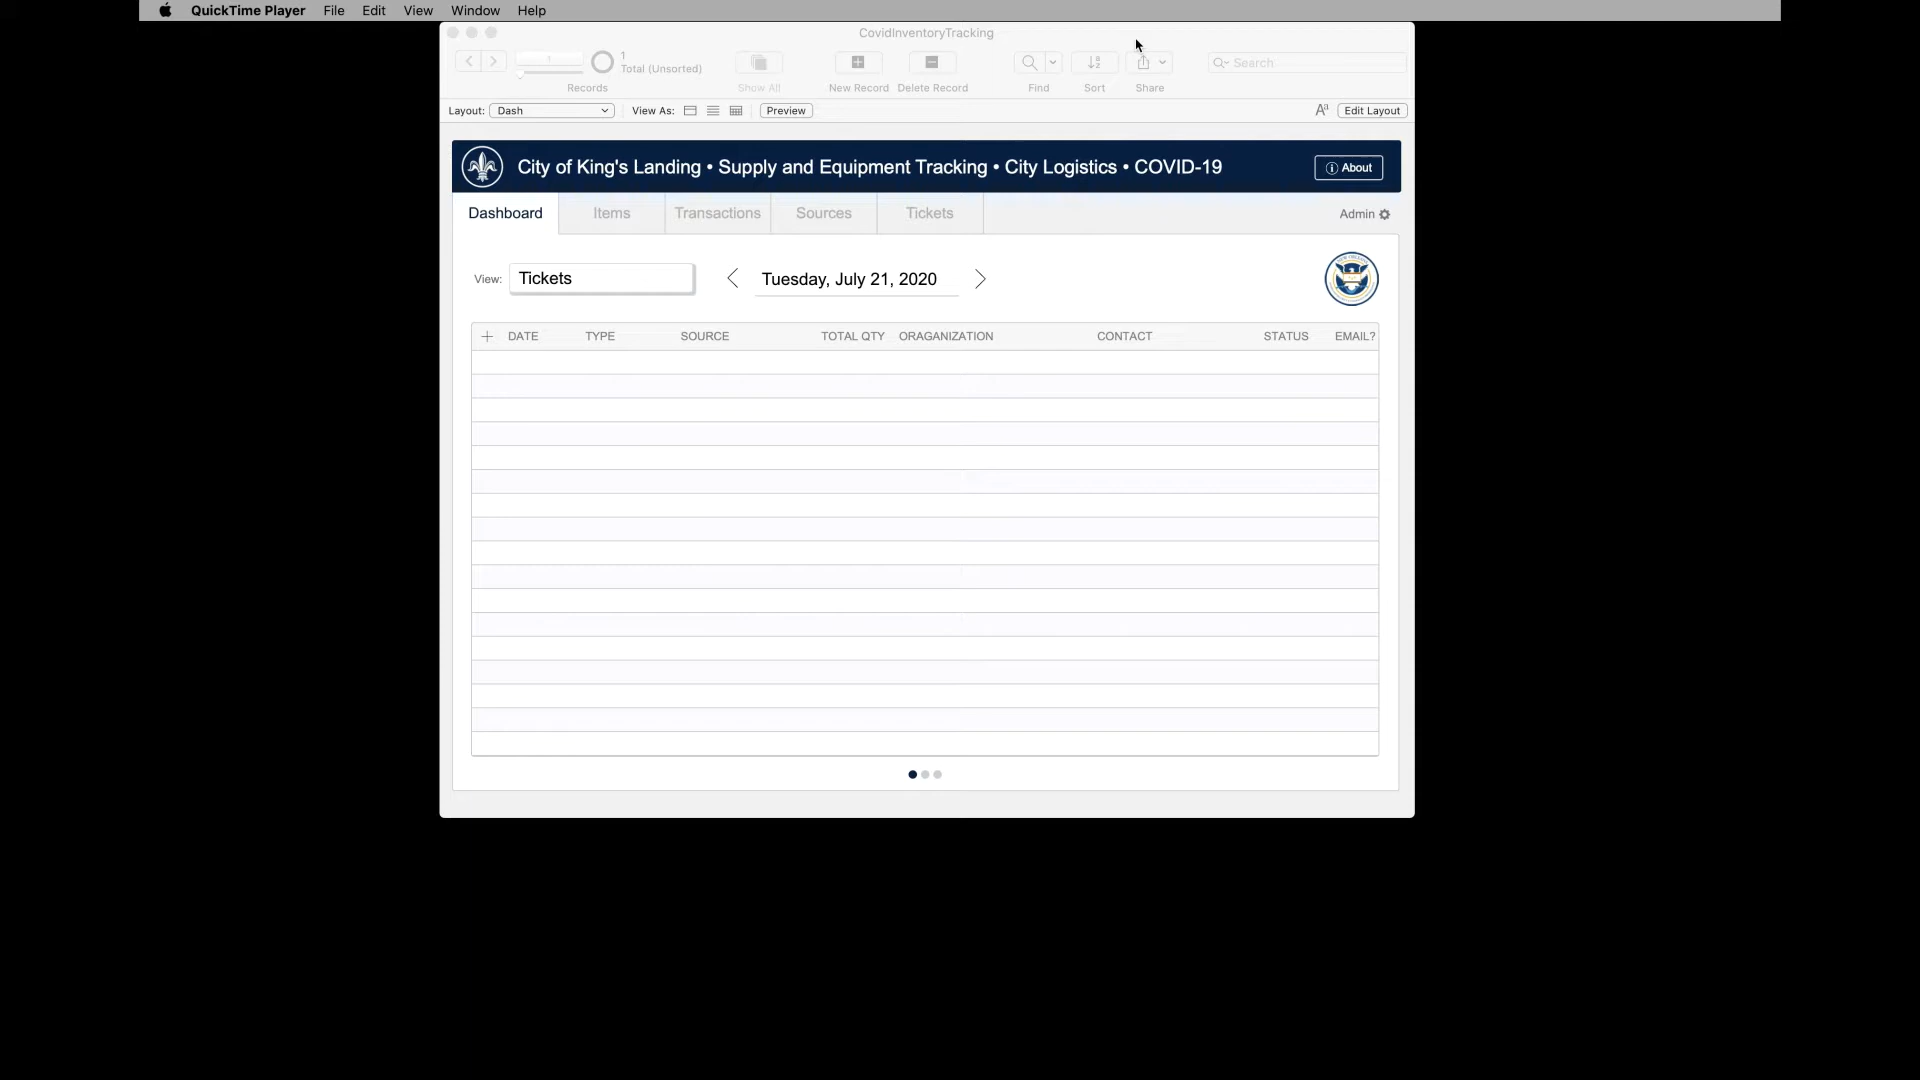 QuickTime Player File Edit View Window Help
CovidInventoryTracking
1
1
Total (Unsorted)
Search
Records Show All New Record Delete Record Find Sort Share
Layout: Dash View As: Preview Aa Edit Layout
City of King's Landing • Supply and Equipment Tracking • City Logistics • COVID-19 About
Dashboard Items Transactions Sources Tickets Admin
View: Tickets Tuesday, July 21, 2020
DATE TYPE SOURCE TOTAL QTY ORAGANIZATION CONTACT STATUS EMAIL?